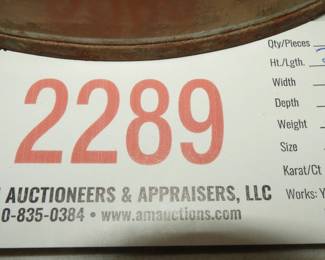 Qty/Pieces
Ht./Lgth.
Width
Depth
Weight
Size
Karat/Ct
Works: Y
2289
AUCTIONEERS & APPRAISERS, LLC
0-835-0384 • www.amauctions.com